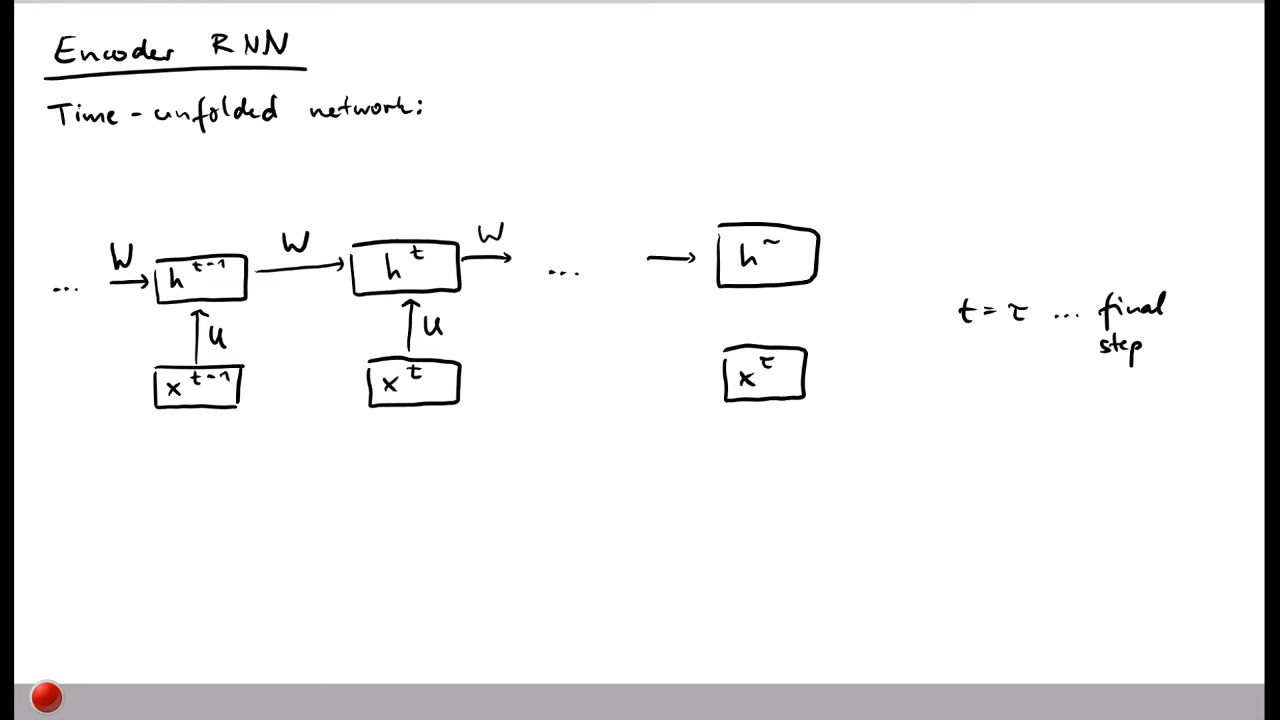 Encoder RNN
Time-unfolded network:
... W h^{t-1} W h^t W ... h^~
t = τ ... final step
U U
x^{t-1} x^t x^τ